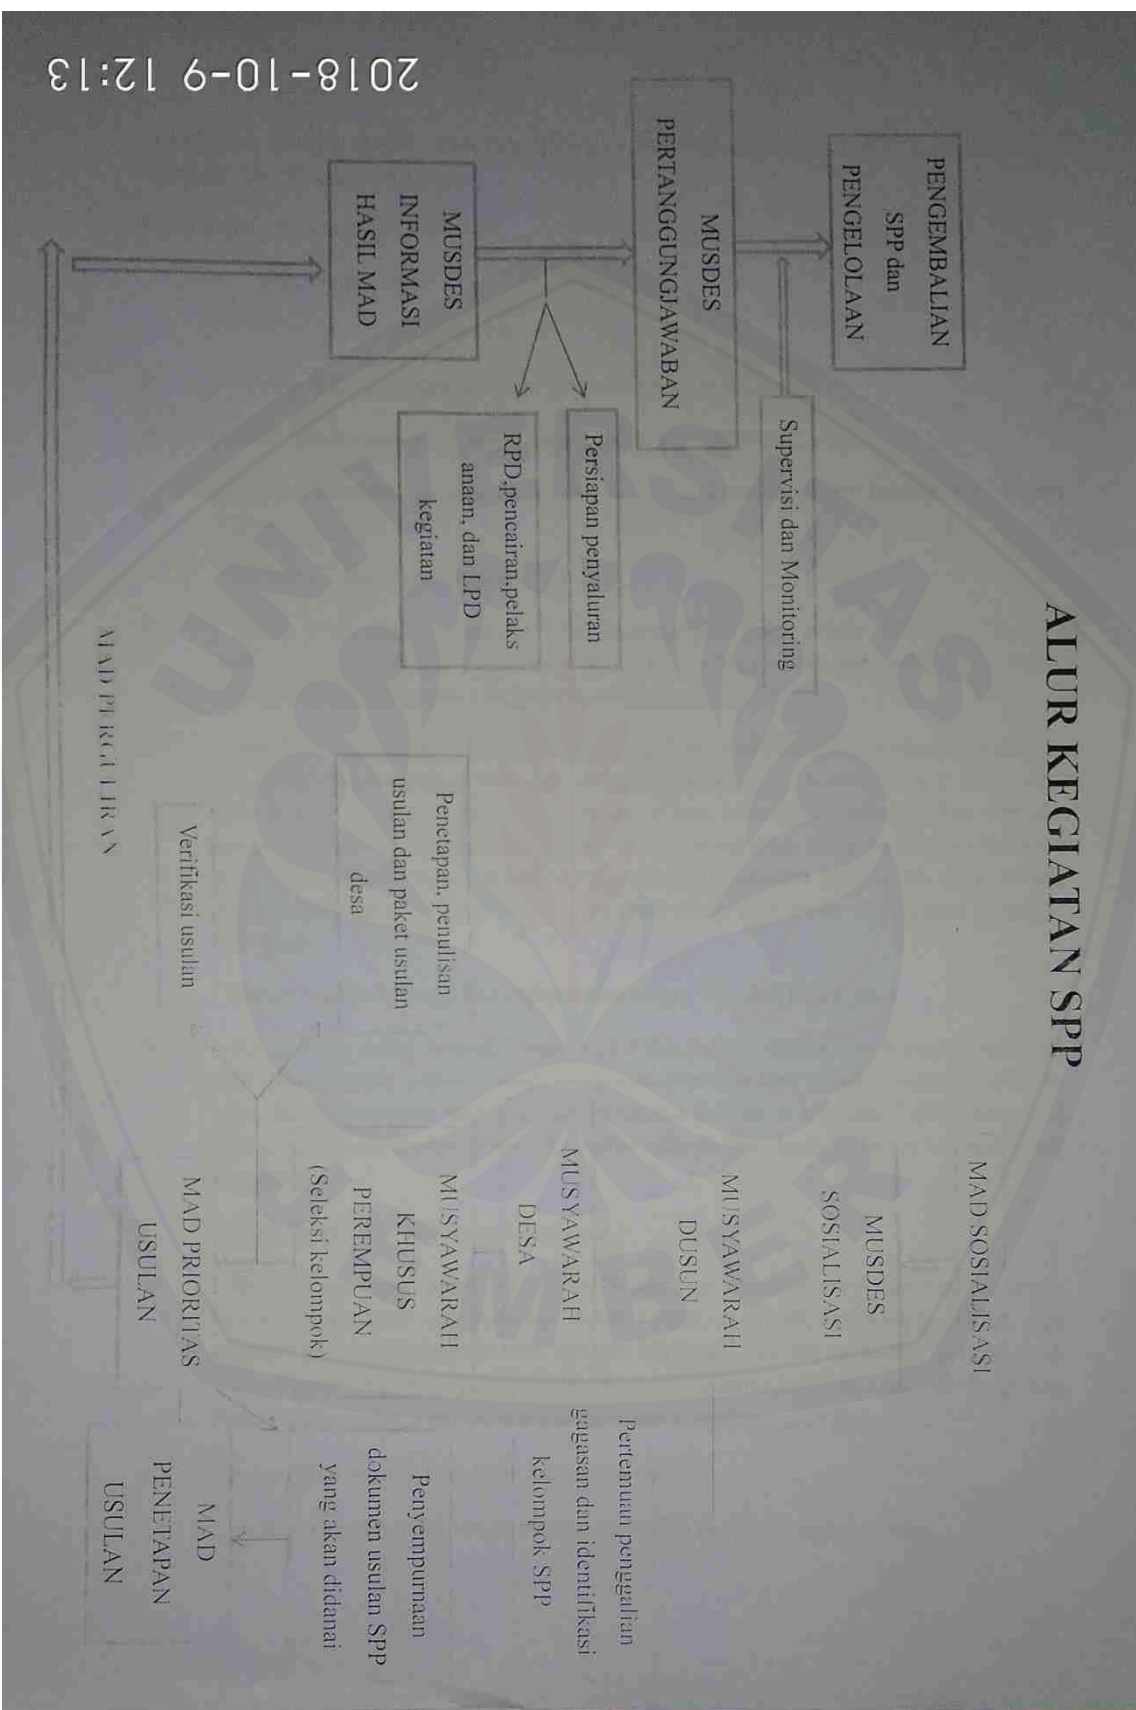 2018-10-9 12:13
ALUR KEGIATAN SPP
PENGEMBALIAN
SPP dan
PENGELOLAAN
Supervisi dan Monitoring
MUSDES
PERTANGGUNGJAWABAN
Persiapan penyaluran
RPD,pencairan,pelaks
anaan, dan LPD
kegiatan
MUSDES
INFORMASI
HASIL MAD
MAD PERGULIRAN
MAD SOSIALISASI
MUSDES
SOSIALISASI
MUSYAWARAH
DUSUN
Pertemuan penggalian
gagasan dan identifikasi
kelompok SPP
MUSYAWARAH
DESA
MUSYAWARAH
KHUSUS
PEREMPUAN
(Seleksi kelompok)
Penetapan, penulisan
usulan dan paket usulan
desa
Verifikasi usulan
MAD PRIORITAS
USULAN
Penyempurnaan
dokumen usulan SPP
yang akan didanai
MAD
PENETAPAN
USULAN
UNIVERSITAS
JEMBER